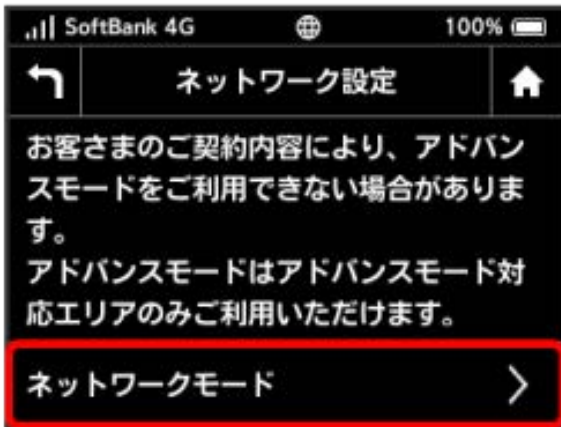 SoftBank 4G 100%
ネットワーク設定
お客さまのご契約内容により、アドバン
スモードをご利用できない場合がありま
す。
アドバンスモードはアドバンスモード対
応エリアのみご利用いただけます。
ネットワークモード